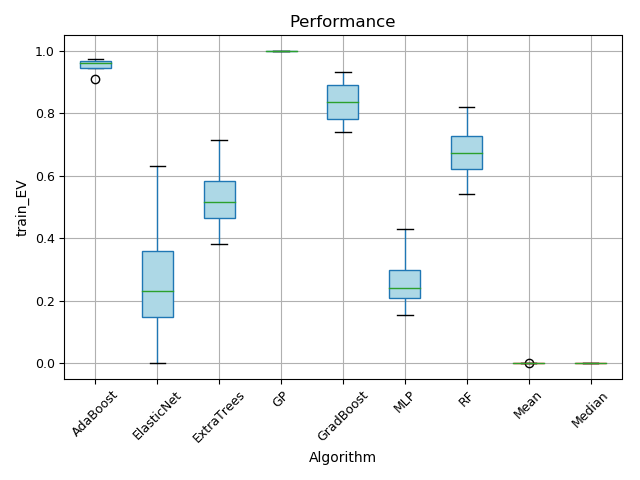 Performance
1.0
0.8
0.6
0.4
0.2
0.0
train_EV
AdaBoost
ElasticNet
ExtraTrees
GP
GradBoost
MLP
RF
Mean
Median
Algorithm